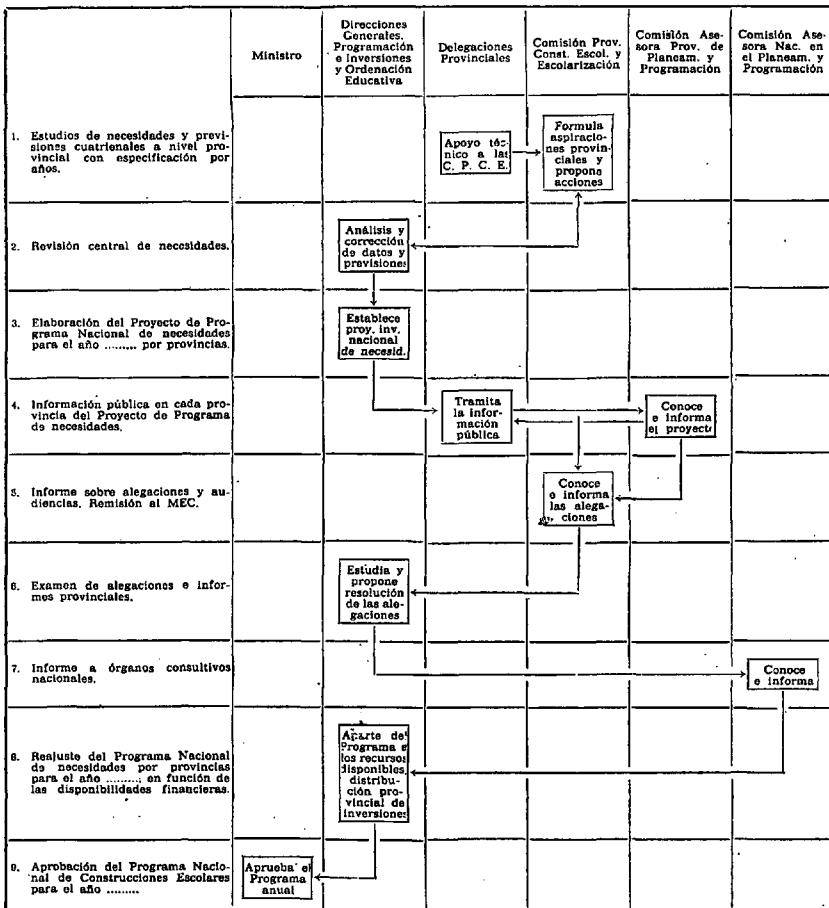 Ministro
Direcciones
Generales.
Programación
e Inversiones
y Ordenación
Educativa
Delegaciones
Provinciales
Comisión Prov.
Const. Escol. y
Escolarización
Comisión Ase-
sora Prov. de
Planeam. y
Programación
Comisión Ase-
sora Nac. en
el Planeam. y
Programación
1. Estudios de necesidades y previ-
siones cuatrienales a nivel pro-
vincial con especificación por
años.
Apoyo téc-
nico a las
C. P. C. E.
Formula
aspiracio-
nes provin-
ciales y
propone
acciones
2. Revisión central de necesidades.
Análisis y
corrección
de datos y
previsiones
3. Elaboración del Proyecto de Pro-
grama Nacional de necesidades
para el año ......... por provincias.
Establece
proy. inv.
nacional
de necesid.
4. Información pública en cada pro-
vincia del Proyecto de Programa
de necesidades.
Tramita
la infor-
mación
pública
Conoce
e informa
el proyecto
5. Informe sobre alegaciones y au-
diencias. Remisión al MEC.
Conoce
e informa
las alega-
ciones
6. Examen de alegaciones e infor-
mes provinciales.
Estudia y
propone
resolución
de las ale-
gaciones
7. Informe a órganos consultivos
nacionales.
Conoce
e informa
8. Reajuste del Programa Nacional
de necesidades por provincias
para el año .........; en función de
las disponibilidades financieras.
de
Programa
los recursos
disponibles,
distribu-
ción pro-
vincial de
inversiones
9. Aprobación del Programa Nacio-
nal de Construcciones Escolares
para el año .........
Aprueba el
Programa
anual